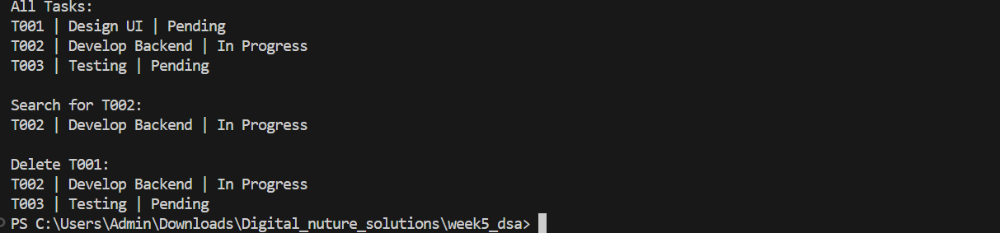 All Tasks:
T001 | Design UI | Pending
T002 | Develop Backend | In Progress
T003 | Testing | Pending
Search for T002:
T002 | Develop Backend | In Progress
Delete T001:
T002 | Develop Backend | In Progress
T003 | Testing | Pending
PS C:\Users\Admin\Downloads\Digital_nuture_solutions\week5_dsa>